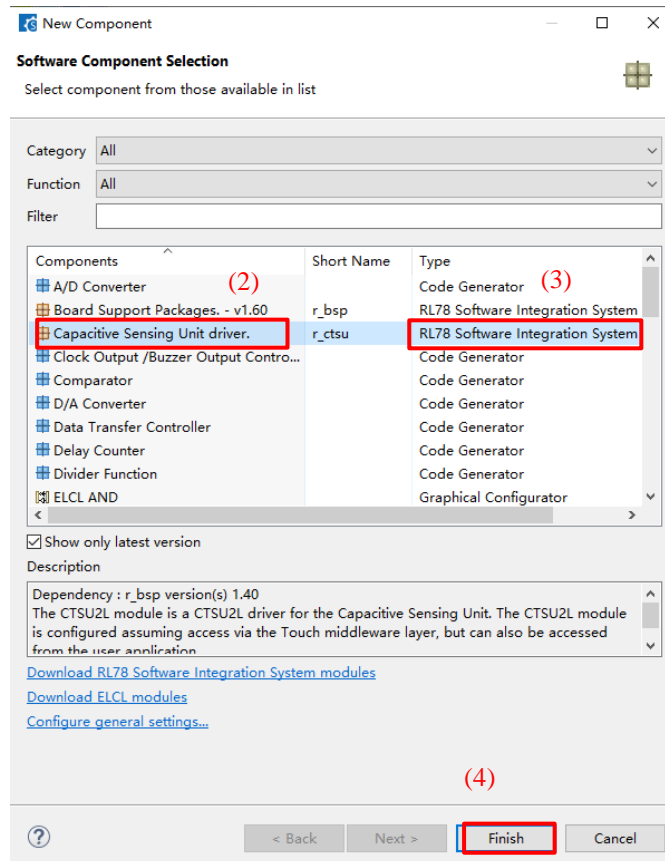 New Component
Software Component Selection
Select component from those available in list
Category All
Function All
Filter
Components Short Name Type
A/D Converter (2) Code Generator (3)
Board Support Packages. - v1.60 r_bsp RL78 Software Integration System
Capacitive Sensing Unit driver. r_ctsu RL78 Software Integration System
Clock Output /Buzzer Output Contro... Code Generator
Comparator Code Generator
D/A Converter Code Generator
Data Transfer Controller Code Generator
Delay Counter Code Generator
Divider Function Code Generator
ELCL AND Graphical Configurator
Show only latest version
Description
Dependency : r_bsp version(s) 1.40
The CTSU2L module is a CTSU2L driver for the Capacitive Sensing Unit. The CTSU2L module
is configured assuming access via the Touch middleware layer, but can also be accessed
from the user application
Download RL78 Software Integration System modules
Download ELCL modules
Configure general settings...
(4)
? < Back Next > Finish Cancel